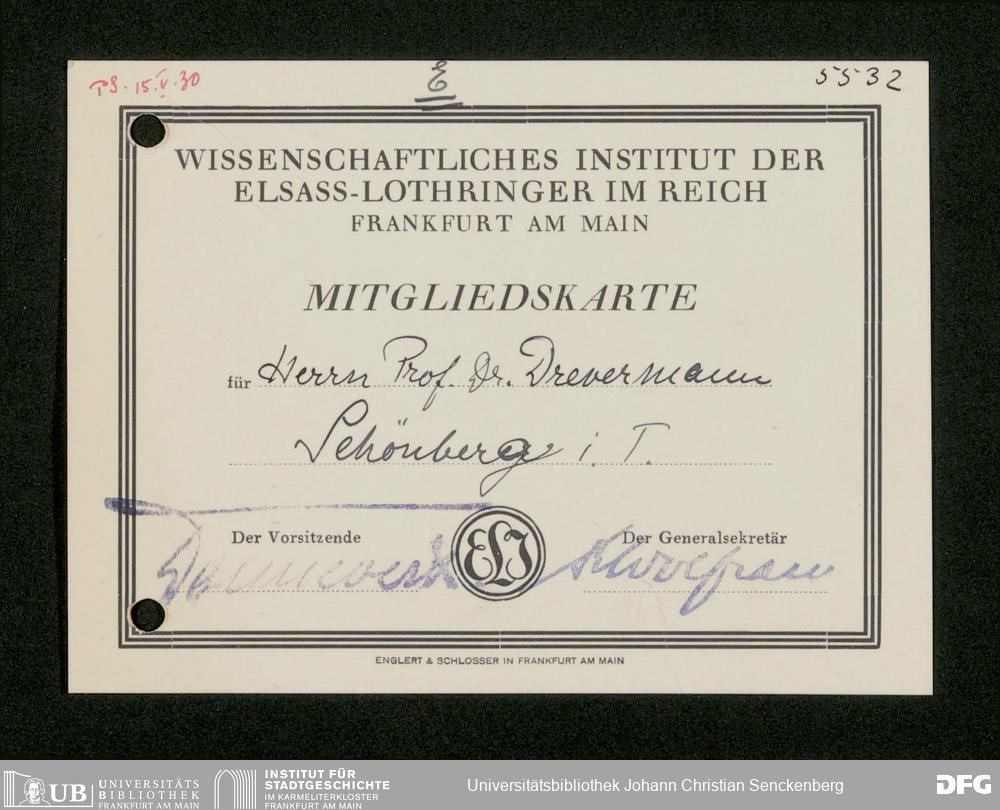 15.V.30
5532
WISSENSCHAFTLICHES INSTITUT DER
ELSASS-LOTHRINGER IM REICH
FRANKFURT AM MAIN
MITGLIEDSKARTE
für Herrn Prof. Dr. Drevermann
Schönberg i. T.
Der Vorsitzende
ELI
Der Generalsekretär
ENGLERT & SCHLOSSER IN FRANKFURT AM MAIN
UB UNIVERSITÄTS
BIBLIOTHEK
FRANKFURT AM MAIN
INSTITUT FÜR
STADTGESCHICHTE
IM KARMELITERKLOSTER
FRANKFURT AM MAIN
Universitätsbibliothek Johann Christian Senckenberg
DFG